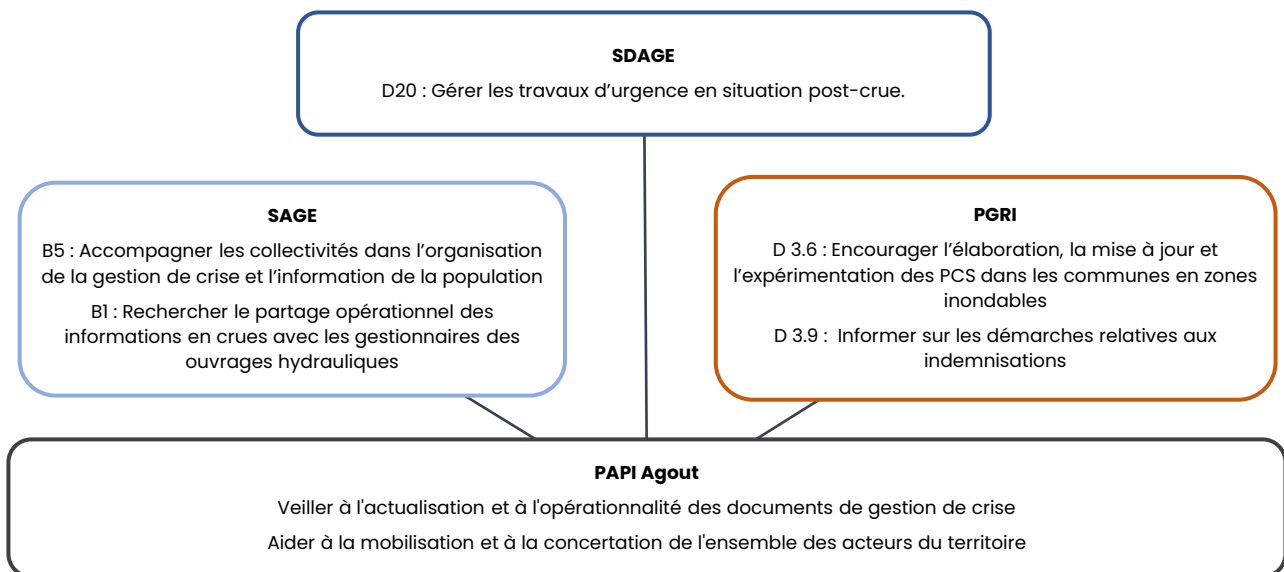 SDAGE
D20 : Gérer les travaux d’urgence en situation post-crue.
SAGE
B5 : Accompagner les collectivités dans l’organisation
de la gestion de crise et l’information de la population
B1 : Rechercher le partage opérationnel des
informations en crues avec les gestionnaires des
ouvrages hydrauliques
PGRI
D 3.6 : Encourager l’élaboration, la mise à jour et
l’expérimentation des PCS dans les communes en zones
inondables
D 3.9 : Informer sur les démarches relatives aux
indemnisations
PAPI Agout
Veiller à l'actualisation et à l'opérationnalité des documents de gestion de crise
Aider à la mobilisation et à la concertation de l'ensemble des acteurs du territoire